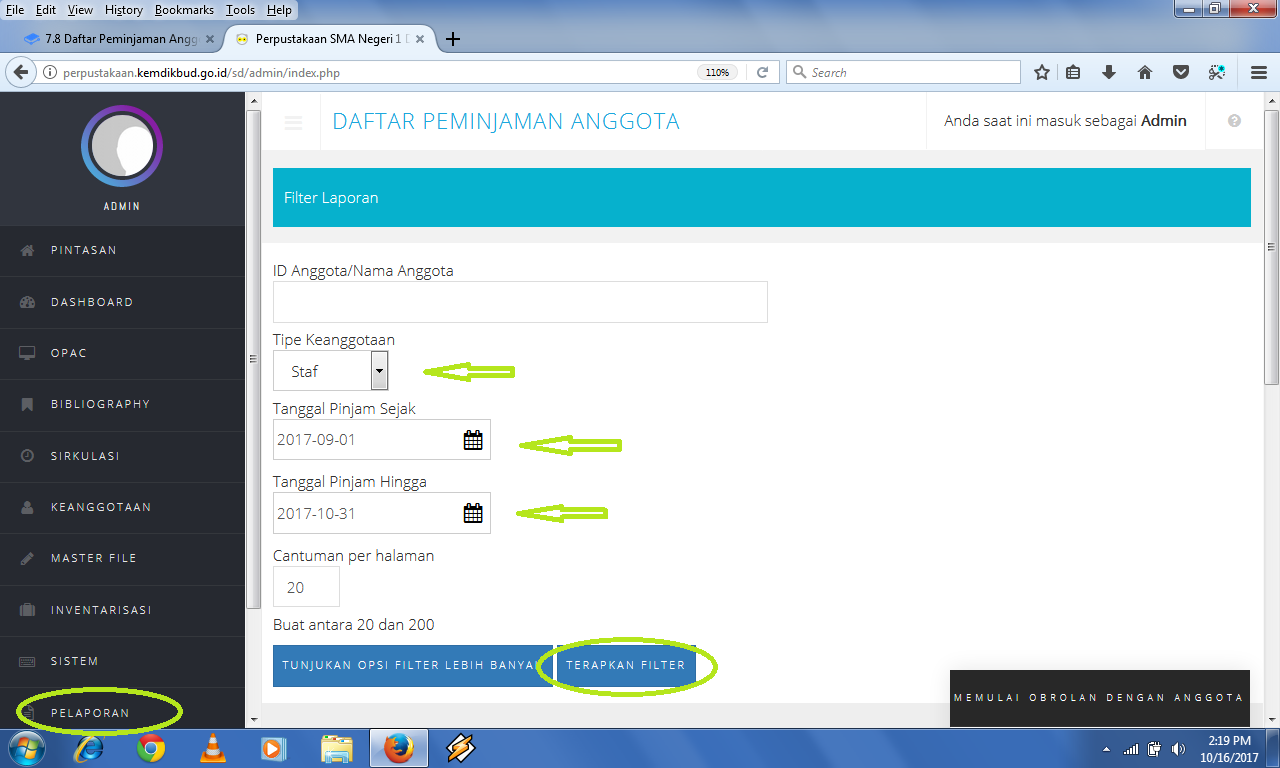 File Edit View History Bookmarks Tools Help
7.8 Daftar Peminjaman Angg
Perpustakaan SMA Negeri 1
perpustakaan.kemdikbud.go.id/sd/admin/index.php
110%
Search
ADMIN
PINTASAN
DASHBOARD
OPAC
BIBLIOGRAPHY
SIRKULASI
KEANGGOTAAN
MASTER FILE
INVENTARISASI
SISTEM
PELAPORAN
DAFTAR PEMINJAMAN ANGGOTA
Anda saat ini masuk sebagai Admin
Filter Laporan
ID Anggota/Nama Anggota
Tipe Keanggotaan
Staf
Tanggal Pinjam Sejak
2017-09-01
Tanggal Pinjam Hingga
2017-10-31
Cantuman per halaman
20
Buat antara 20 dan 200
TUNJUKAN OPSI FILTER LEBIH BANYA
TERAPKAN FILTER
MEMULAI OBROLAN DENGAN ANGGOTA
2:19 PM
10/16/2017